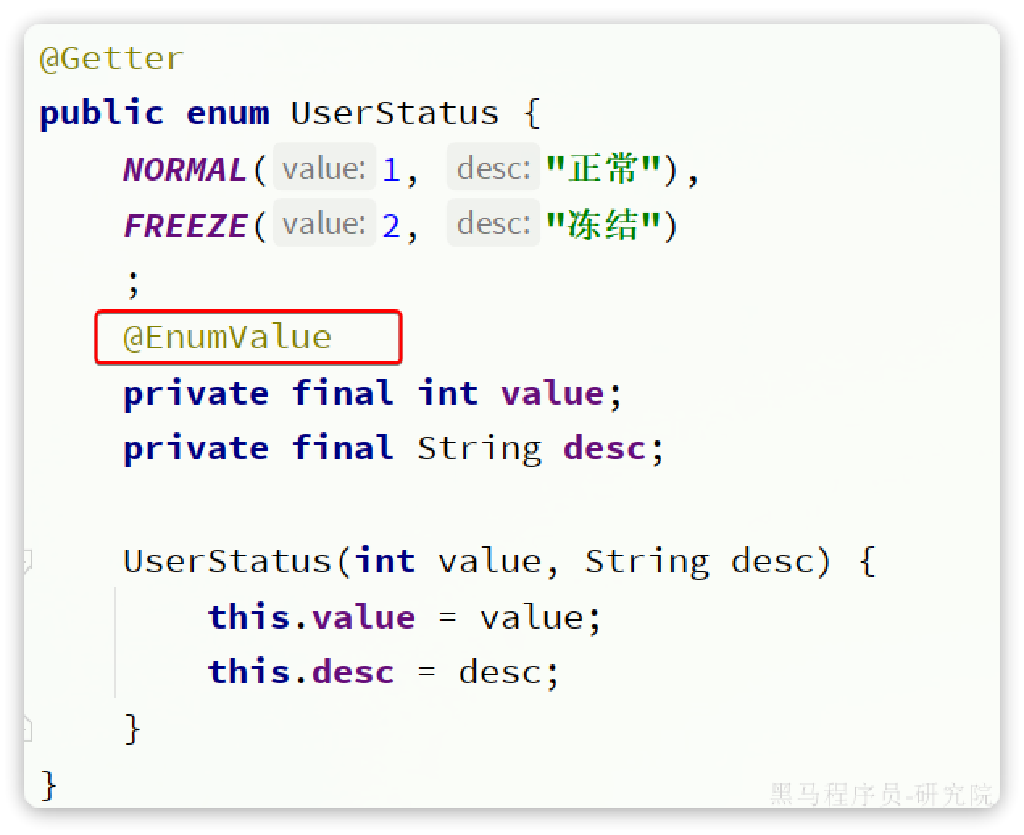 @Getter
public enum UserStatus {
NORMAL( value: 1, desc: "正常"),
FREEZE( value: 2, desc: "冻结")
;
@EnumValue
private final int value;
private final String desc;
UserStatus(int value, String desc) {
this.value = value;
this.desc = desc;
}
}
黑马程序员-研究院